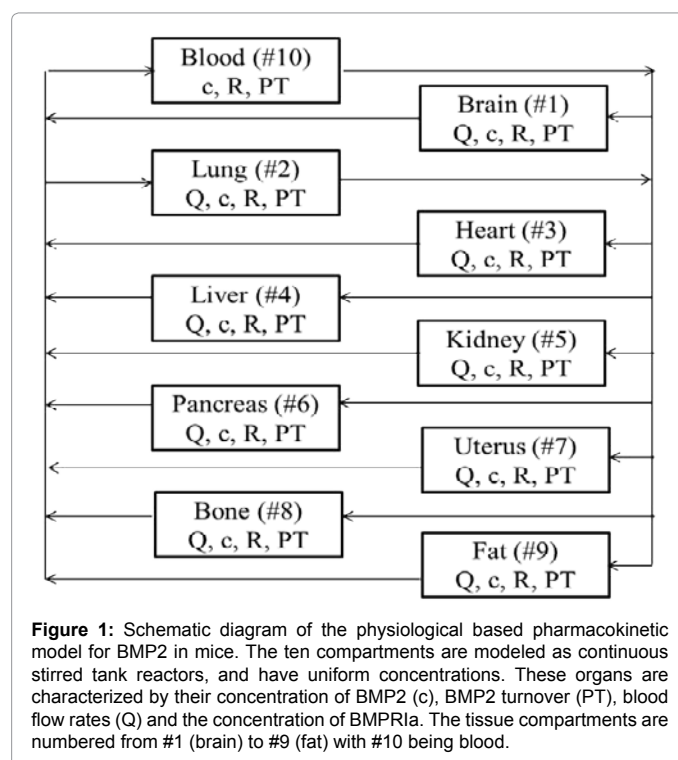 Blood (#10)
c, R, PT
Brain (#1)
Q, c, R, PT
Lung (#2)
Q, c, R, PT
Heart (#3)
Q, c, R, PT
Liver (#4)
Q, c, R, PT
Kidney (#5)
Q, c, R, PT
Pancreas (#6)
Q, c, R, PT
Uterus (#7)
Q, c, R, PT
Bone (#8)
Q, c, R, PT
Fat (#9)
Q, c, R, PT
Figure 1: Schematic diagram of the physiological based pharmacokinetic
model for BMP2 in mice. The ten compartments are modeled as continuous
stirred tank reactors, and have uniform concentrations. These organs are
characterized by their concentration of BMP2 (c), BMP2 turnover (PT), blood
flow rates (Q) and the concentration of BMPRIa. The tissue compartments are
numbered from #1 (brain) to #9 (fat) with #10 being blood.